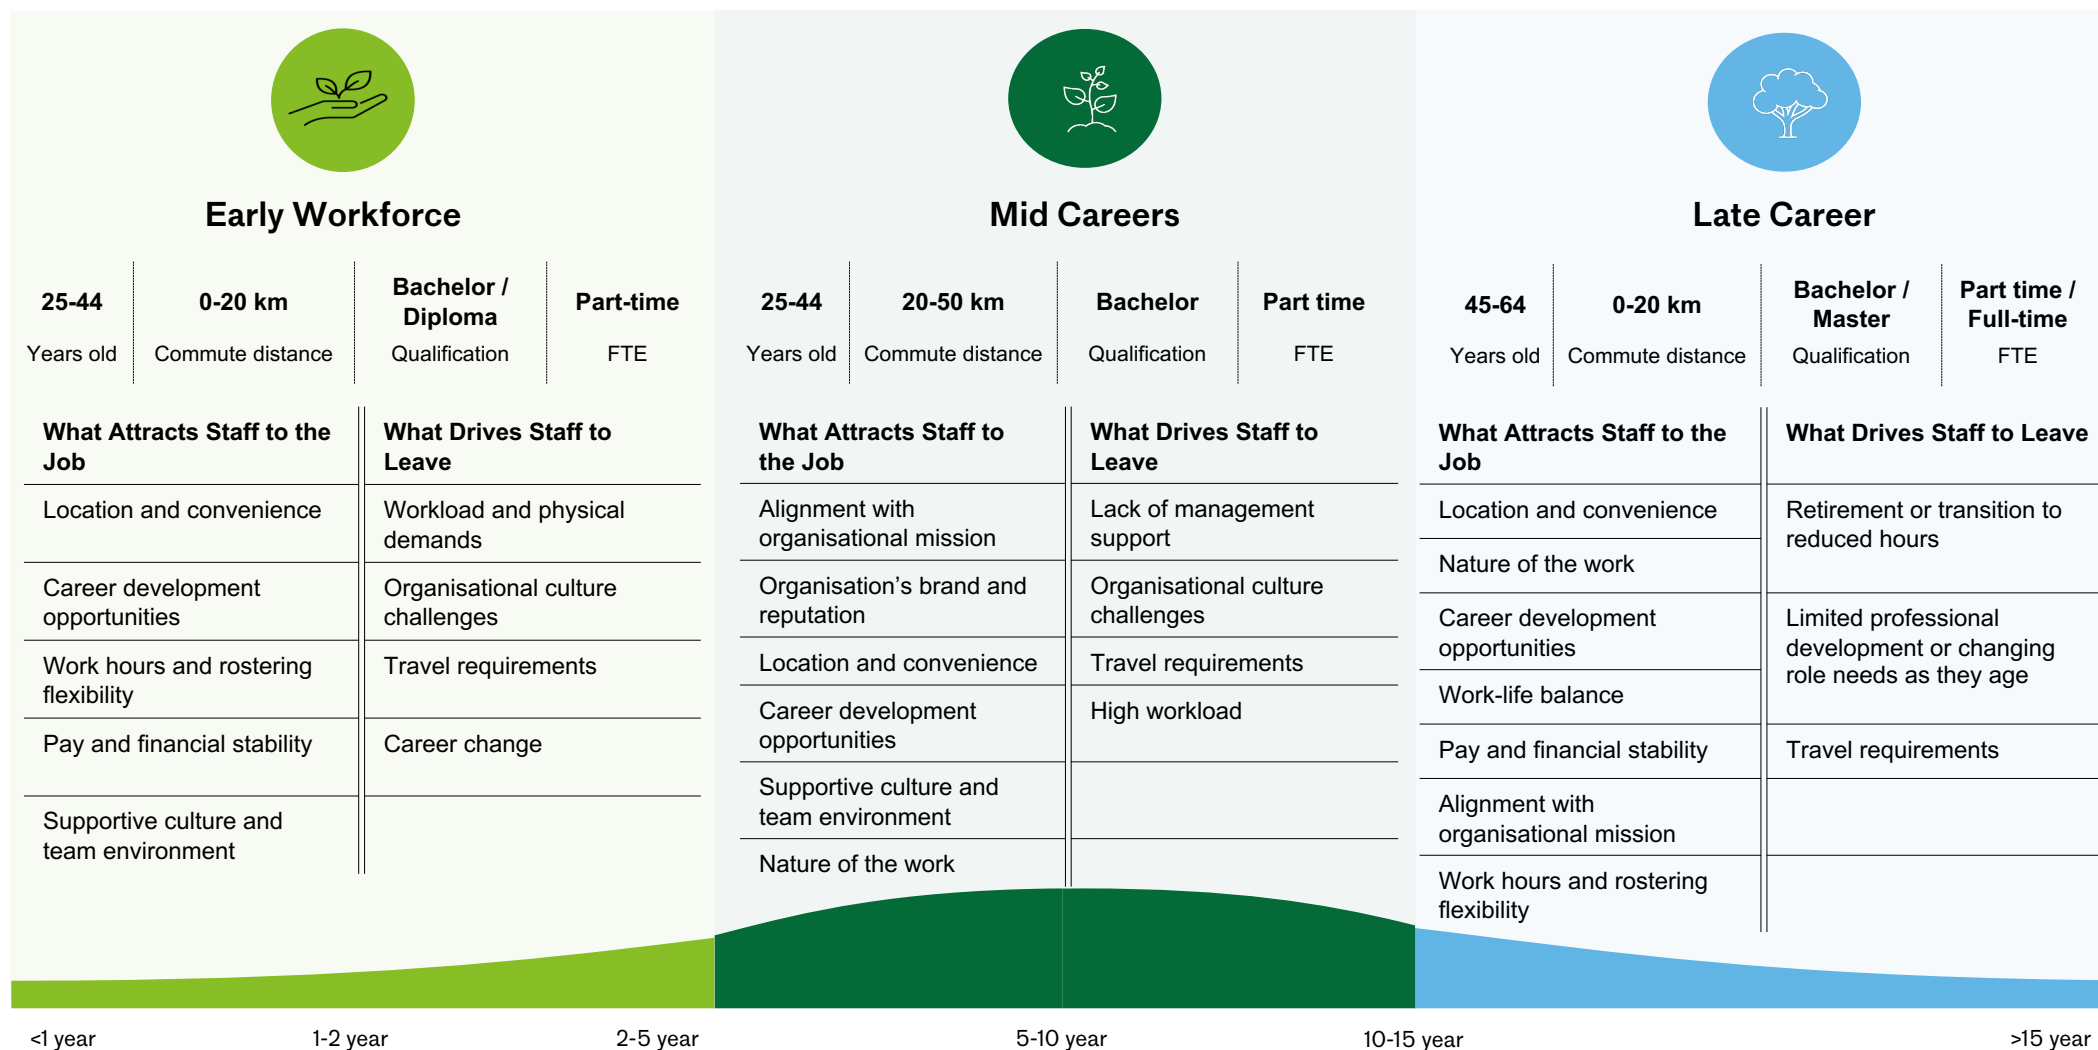 Early Workforce
25-44
Years old
0-20 km
Commute distance
Bachelor /
Diploma
Qualification
Part-time
FTE
What Attracts Staff to the
Job
What Drives Staff to
Leave
Location and convenience
Workload and physical
demands
Career development
opportunities
Organisational culture
challenges
Work hours and rostering
flexibility
Travel requirements
Pay and financial stability
Career change
Supportive culture and
team environment
Mid Careers
25-44
Years old
20-50 km
Commute distance
Bachelor
Qualification
Part time
FTE
What Attracts Staff to
the Job
What Drives Staff to
Leave
Alignment with
organisational mission
Lack of management
support
Organisation’s brand and
reputation
Organisational culture
challenges
Location and convenience
Travel requirements
Career development
opportunities
High workload
Supportive culture and
team environment
Nature of the work
Late Career
45-64
Years old
0-20 km
Commute distance
Bachelor /
Master
Qualification
Part time /
Full-time
FTE
What Attracts Staff to the
Job
What Drives Staff to Leave
Location and convenience
Retirement or transition to
reduced hours
Nature of the work
Career development
opportunities
Limited professional
development or changing
role needs as they age
Work-life balance
Pay and financial stability
Travel requirements
Alignment with
organisational mission
Work hours and rostering
flexibility
<1 year
1-2 year
2-5 year
5-10 year
10-15 year
>15 year